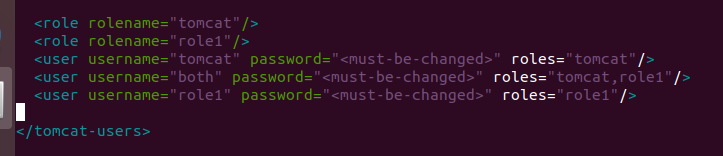 <role rolename="tomcat"/>
<role rolename="role1"/>
<user username="tomcat" password="<must-be-changed>" roles="tomcat"/>
<user username="both" password="<must-be-changed>" roles="tomcat,role1"/>
<user username="role1" password="<must-be-changed>" roles="role1"/>
</tomcat-users>